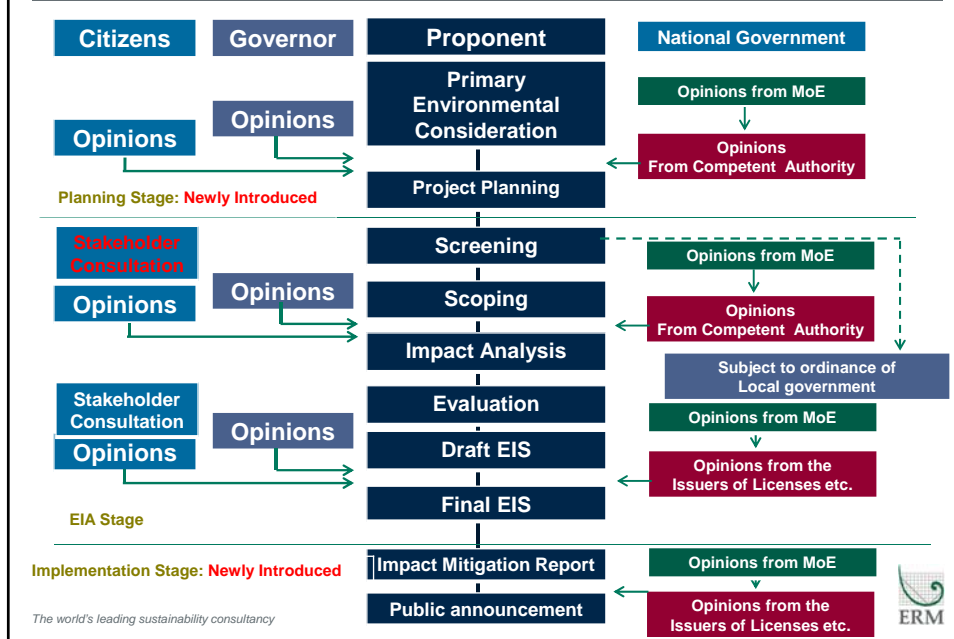 Citizens
Governor
Proponent
National Government
Primary
Environmental
Consideration
Opinions from MoE
Opinions
Opinions
Opinions
From Competent Authority
Project Planning
Planning Stage: Newly Introduced
Stakeholder
Consultation
Screening
Opinions from MoE
Opinions
Opinions
Scoping
Opinions
From Competent Authority
Impact Analysis
Subject to ordinance of
Local government
Stakeholder
Consultation
Evaluation
Opinions from MoE
Opinions
Opinions
Draft EIS
Opinions from the
Issuers of Licenses etc.
Final EIS
EIA Stage
Implementation Stage: Newly Introduced
Impact Mitigation Report
Opinions from MoE
Public announcement
Opinions from the
Issuers of Licenses etc.
The world's leading sustainability consultancy
ERM